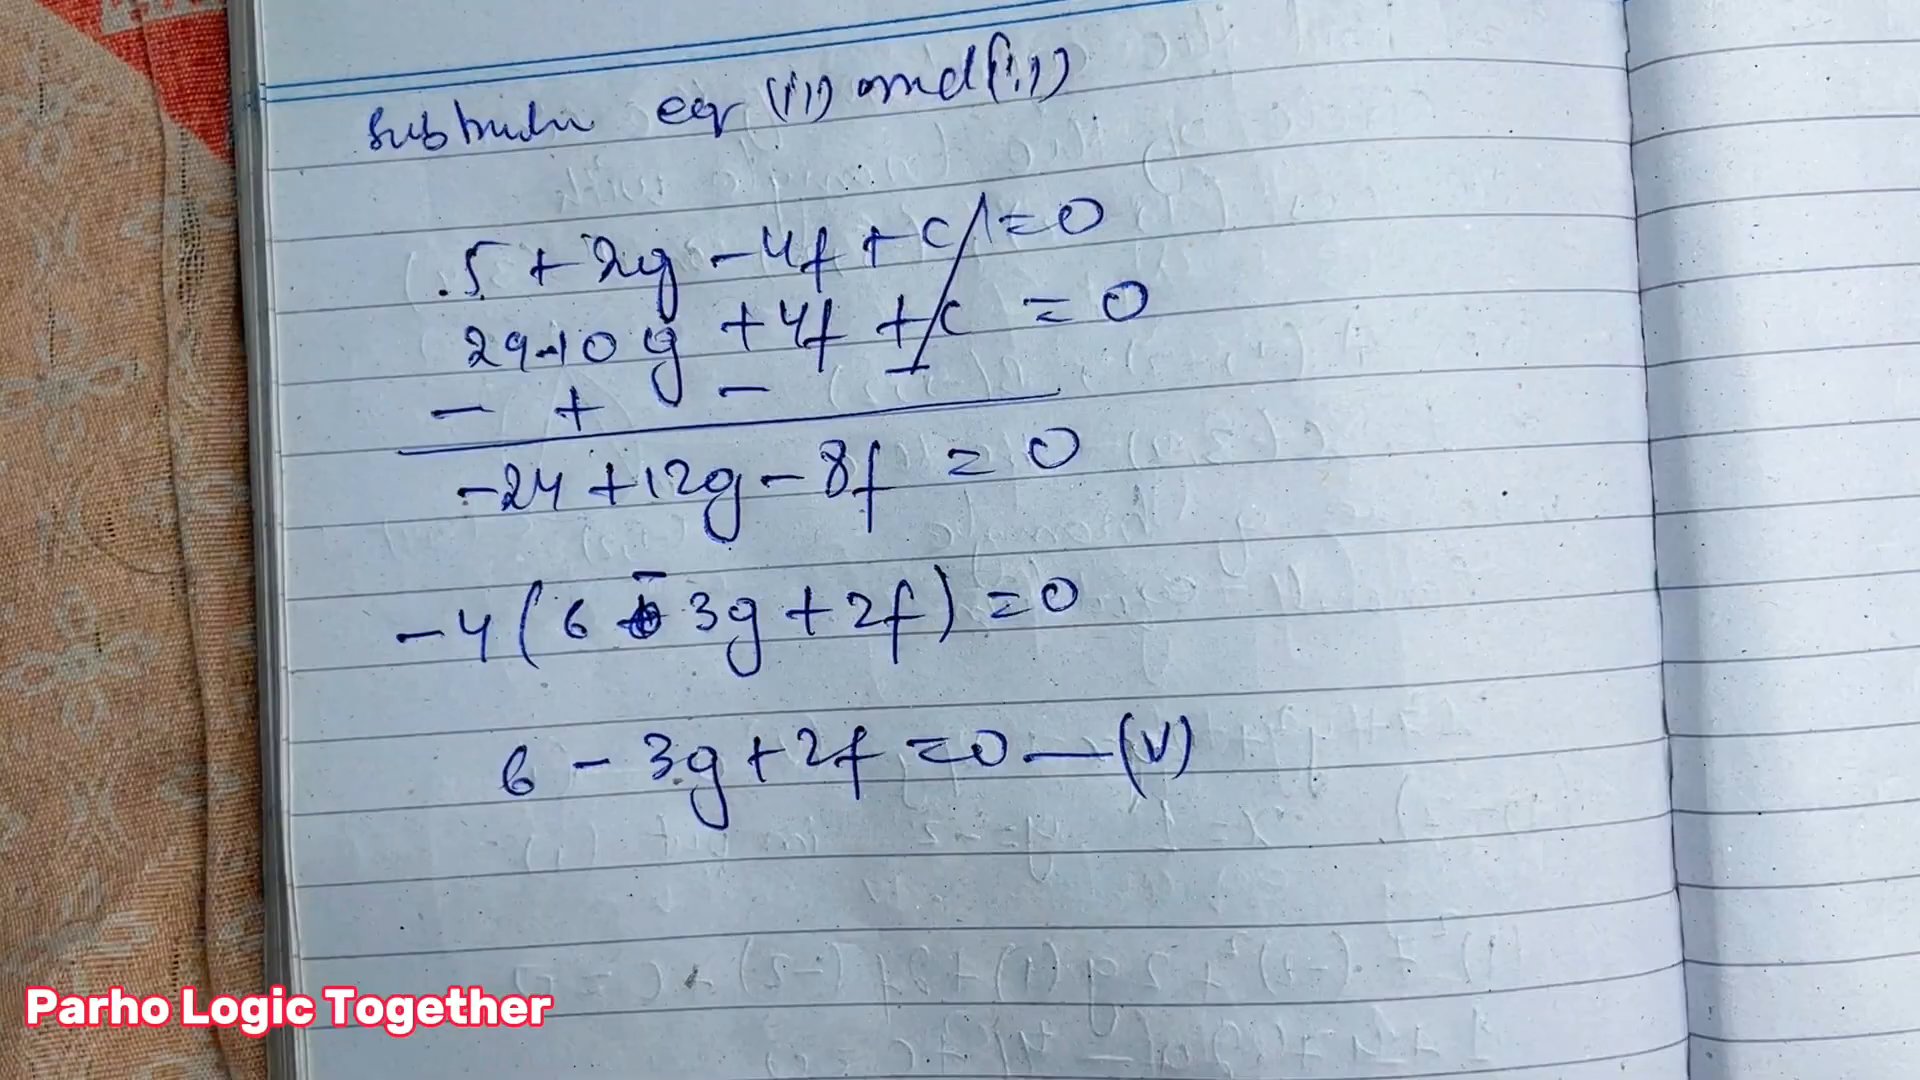 eq (ii) and (iii)
5 + 2g - 4f + c = 0
29 - 10g + 4f + c = 0
- + - -
-24 + 12g - 8f = 0
-4(6 - 3g + 2f) = 0
6 - 3g + 2f = 0 — (V)
Parho Logic Together